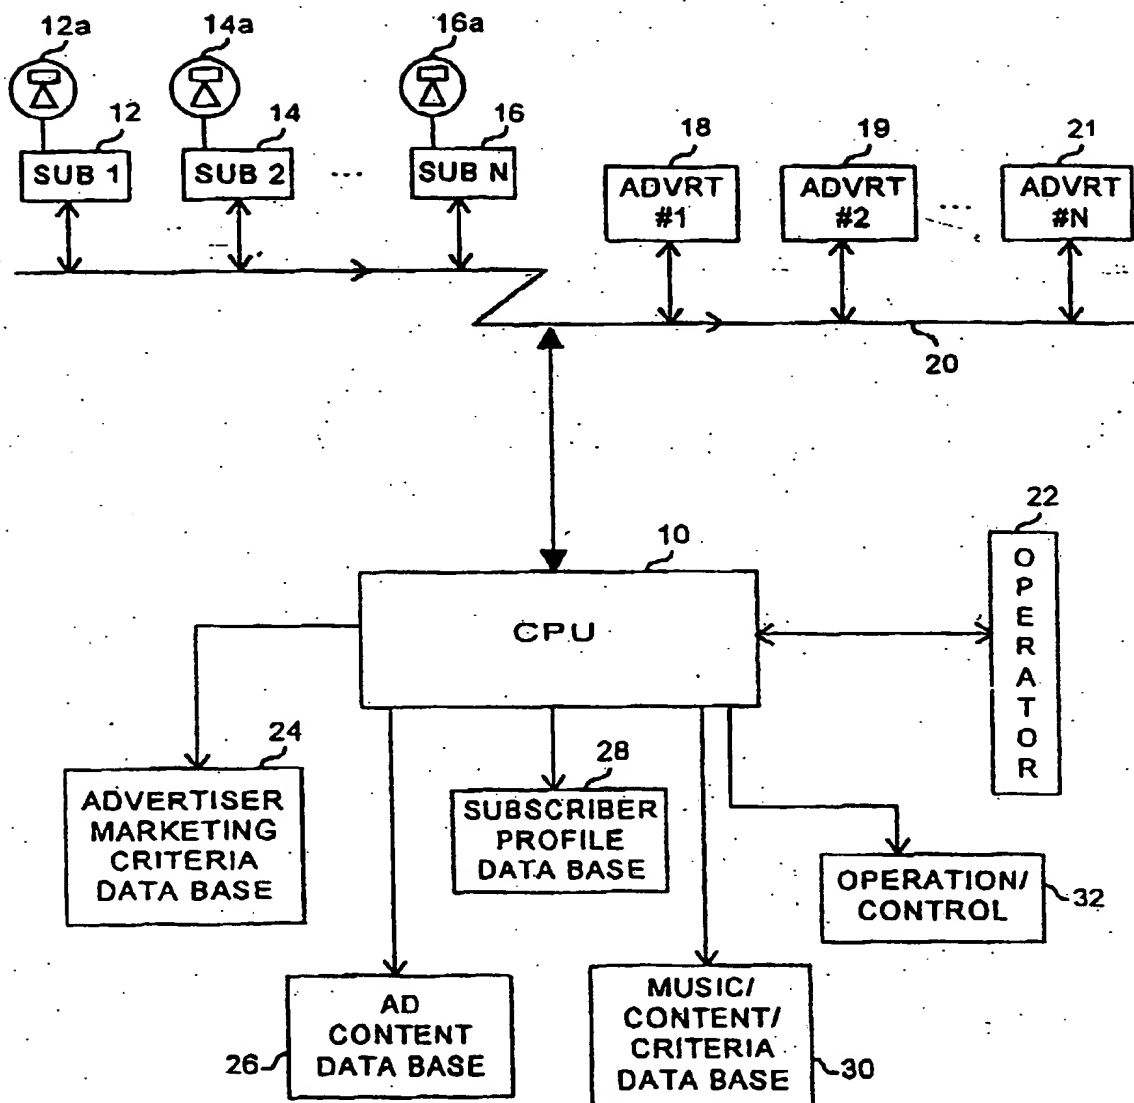 12a
14a
16a
12
14
16
18
19
21
SUB 1
SUB 2
...
SUB N
ADVRT
#1
ADVRT
#2
...
ADVRT
#N
20
10
22
CPU
OPERATOR
24
ADVERTISER
MARKETING
CRITERIA
DATA BASE
28
SUBSCRIBER
PROFILE
DATA BASE
OPERATION/
CONTROL
32
AD
CONTENT
DATA BASE
26
MUSIC/
CONTENT/
CRITERIA
DATA BASE
30